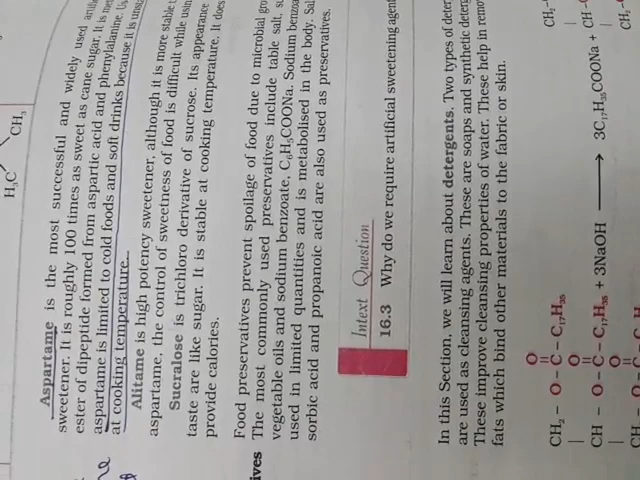 H₃C
CH₃
Aspartame is the most successful and widely used
sweetener. It is roughly 100 times as sweet as cane sugar. It is
ester of dipeptide formed from aspartic acid and phenylalanine.
aspartame is limited to cold foods and soft drinks because it is
at cooking temperature.
Alitame is high potency sweetener, although it is more stable
aspartame, the control of sweetness of food is difficult while
Sucralose is trichloro derivative of sucrose. Its appearance
taste are like sugar. It is stable at cooking temperature. It does
provide calories.
Food preservatives prevent spoilage of food due to microbial
The most commonly used preservatives include table salt,
vegetable oils and sodium benzoate, C₆H₅COONa. Sodium
used in limited quantities and is metabolised in the body.
sorbic acid and propanoic acid are also used as preservatives.
Intext Question
16.3 Why do we require artificial sweetening
In this Section, we will learn about detergents. Two types of
are used as cleansing agents. These are soaps and synthetic
These improve cleansing properties of water. These help in
fats which bind other materials to the fabric or skin.
O
CH₂ – O – C – C₁₇H₃₅
O
CH – O – C – C₁₇H₃₅ + 3NaOH ⟶ 3C₁₇H₃₅COONa +
O